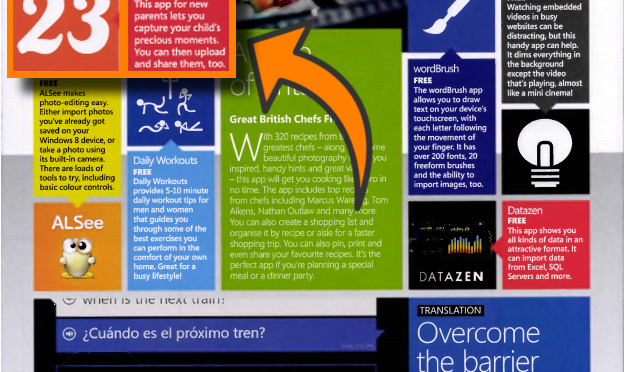 23
This app for new
parents lets you
capture your child's
precious moments.
You can then upload
and share them, too.
FREE
ALSee makes
photo-editing easy.
Either import photos
you've already got
saved on your
Windows 8 device, or
take a photo using
its built-in camera.
There are loads of
tools to try, including
basic colour controls.
ALSee
Daily Workouts
FREE
Daily Workouts
provides 5-10 minute
daily workout tips for
men and women
that guides you
through some of the
best exercises you
can perform in the
comfort of your own
home. Great for a
busy lifestyle!
of
Great British Chefs
With 320 recipes from
greatest chefs – along
beautiful photography you
inspired, handy hints and great
– this will get you cooking like in
no time. The app includes top
from chefs including Marcus Wareing, Tom
Aikens, Nathan Outlaw and many more.
You can also create a shopping list and
organise it by recipe or aisle for a faster
shopping trip. You can also pin, print and
even share your favourite recipes. It's the
perfect app if you're planning a special
meal or a dinner party.
wordBrush
FREE
The wordBrush app
allows you to draw
text on your device's
touchscreen, with
each letter following
the movement of
your finger. It has
over 200 fonts, 20
freeform brushes
and the ability to
import images, too.
DATAZEN
Watching embedded
videos in busy
websites can be
distracting, but this
handy app can help.
It dims everything in
the background
except the video
that's playing, almost
like a mini cinema!
Datazen
FREE
This app shows you
all kinds of data in an
attractive format. It
can import data
from Excel, SQL
Servers and more.
when is the next train?
¿Cuándo es el próximo tren?
TRANSLATION
Overcome
the barrier